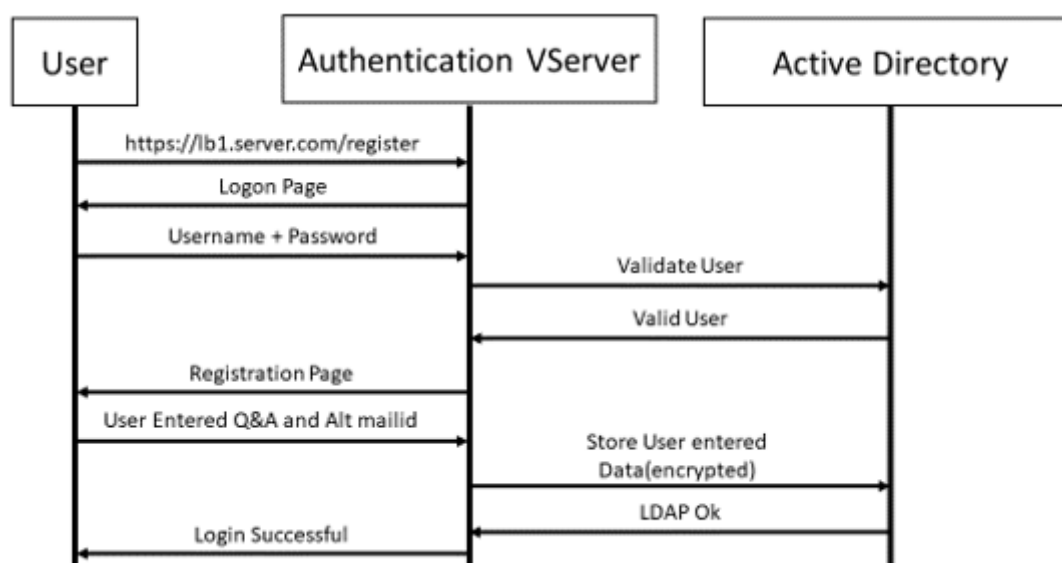 User
Authentication VServer
Active Directory
https://lb1.server.com/register
Logon Page
Username + Password
Validate User
Valid User
Registration Page
User Entered Q&A and Alt mailid
Store User entered
Data(encrypted)
LDAP Ok
Login Successful